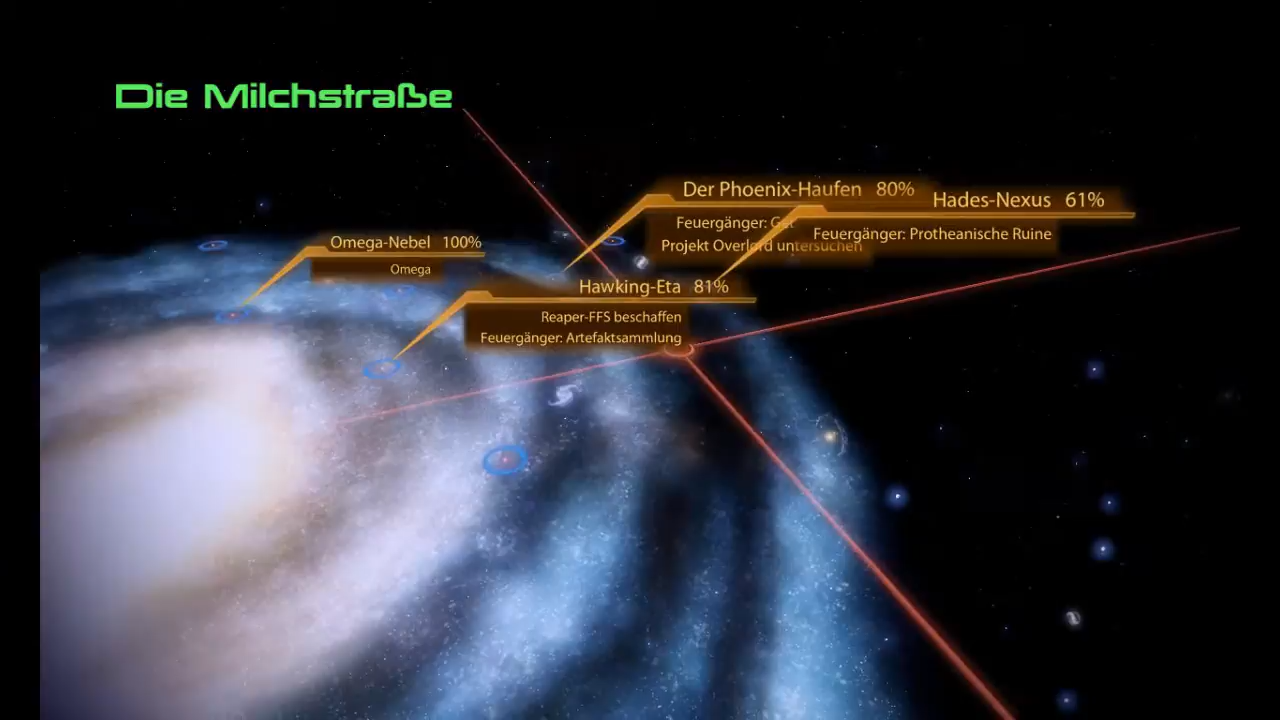 Die Milchstraße
Der Phoenix-Haufen 80%
Feuergänger:
Projekt Overlord untersuchen
Hades-Nexus 61%
Feuergänger: Protheanische Ruine
Omega-Nebel 100%
Omega
Hawking-Eta 81%
Reaper-FFS beschaffen
Feuergänger: Artefaktsammlung